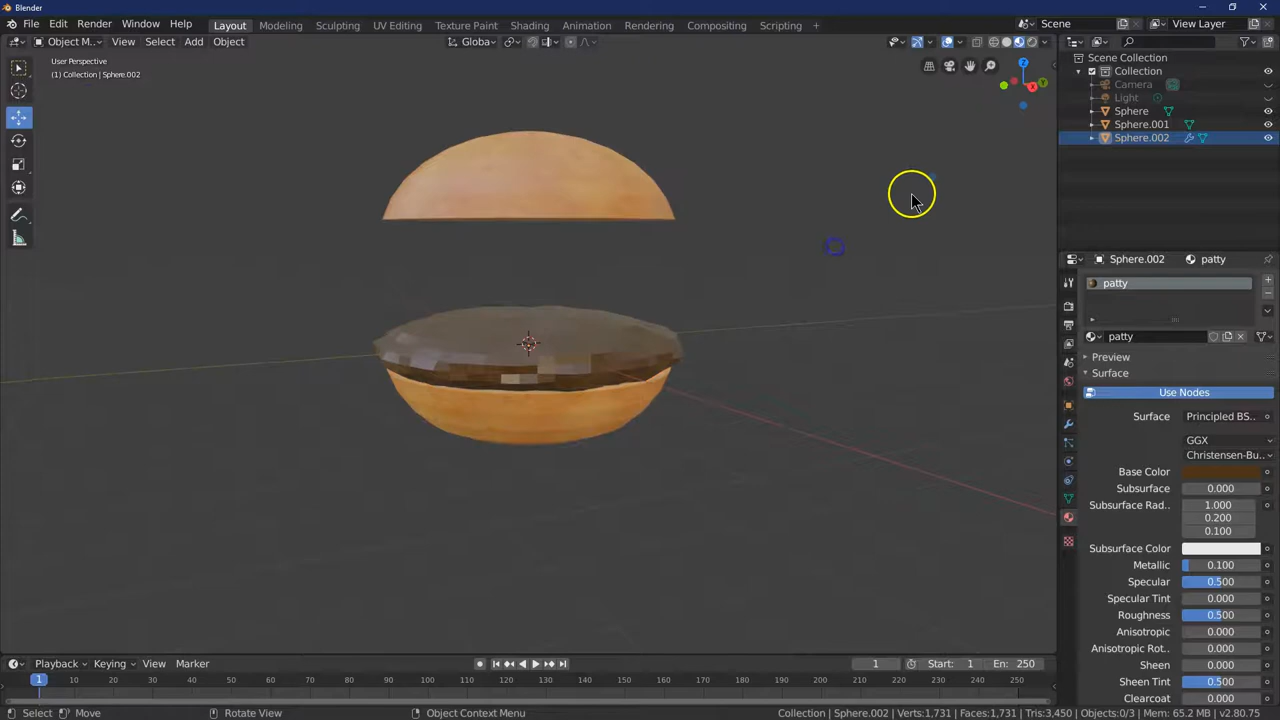 Blender
File Edit Render Window Help Layout Modeling Sculpting UV Editing Texture Paint Shading Animation Rendering Compositing Scripting + Scene View Layer
Object M.. View Select Add Object Globa
User Perspective
(1) Collection | Sphere.002
Z
X
Y
Scene Collection
Collection
Camera
Light
Sphere
Sphere.001
Sphere.002
Sphere.002 patty
patty
patty
Preview
Surface
Use Nodes
Surface Principled BS..
GGX
Christensen-Bu..
Base Color
Subsurface 0.000
Subsurface Rad.. 1.000
0.200
0.100
Subsurface Color
Metallic 0.100
Specular 0.500
Specular Tint 0.000
Roughness 0.500
Anisotropic 0.000
Anisotropic Rot.. 0.000
Sheen 0.000
Sheen Tint 0.500
Clearcoat 0.000
Playback Keying View Marker 1 Start: 1 En: 250
1 10 20 30 40 50 60 70 80 90 100 110 120 130 140 150 160 170 180 190 200 210 220 230 240 250
Select Move Rotate View Object Context Menu Collection | Sphere.002 | Verts:1,731 | Faces:1,731 | Tris:3,450 | Objects:0/3 | Mem: 65.2 MB | v2.80.75